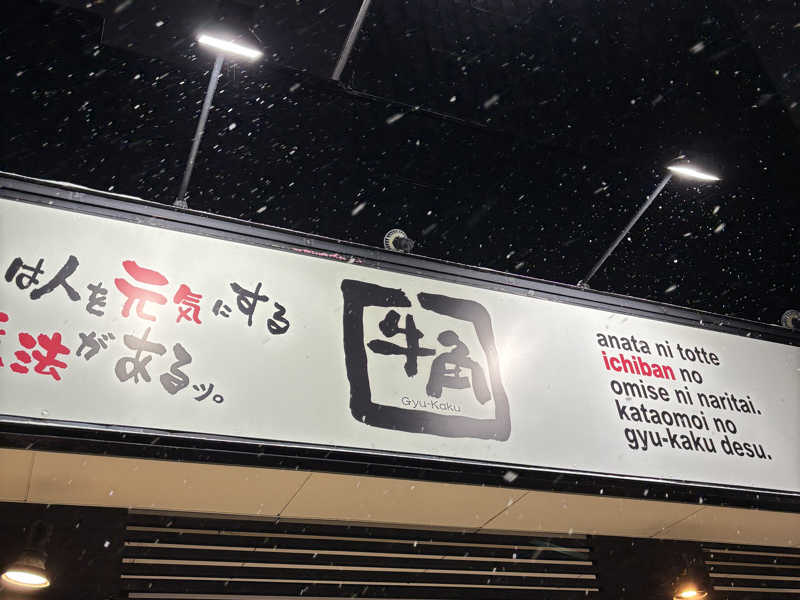 は人を元気にする
法があるッ。
牛角
Gyu-Kaku
anata ni totte
ichiban no
omise ni naritai.
kataomoi no
gyu-kaku desu.